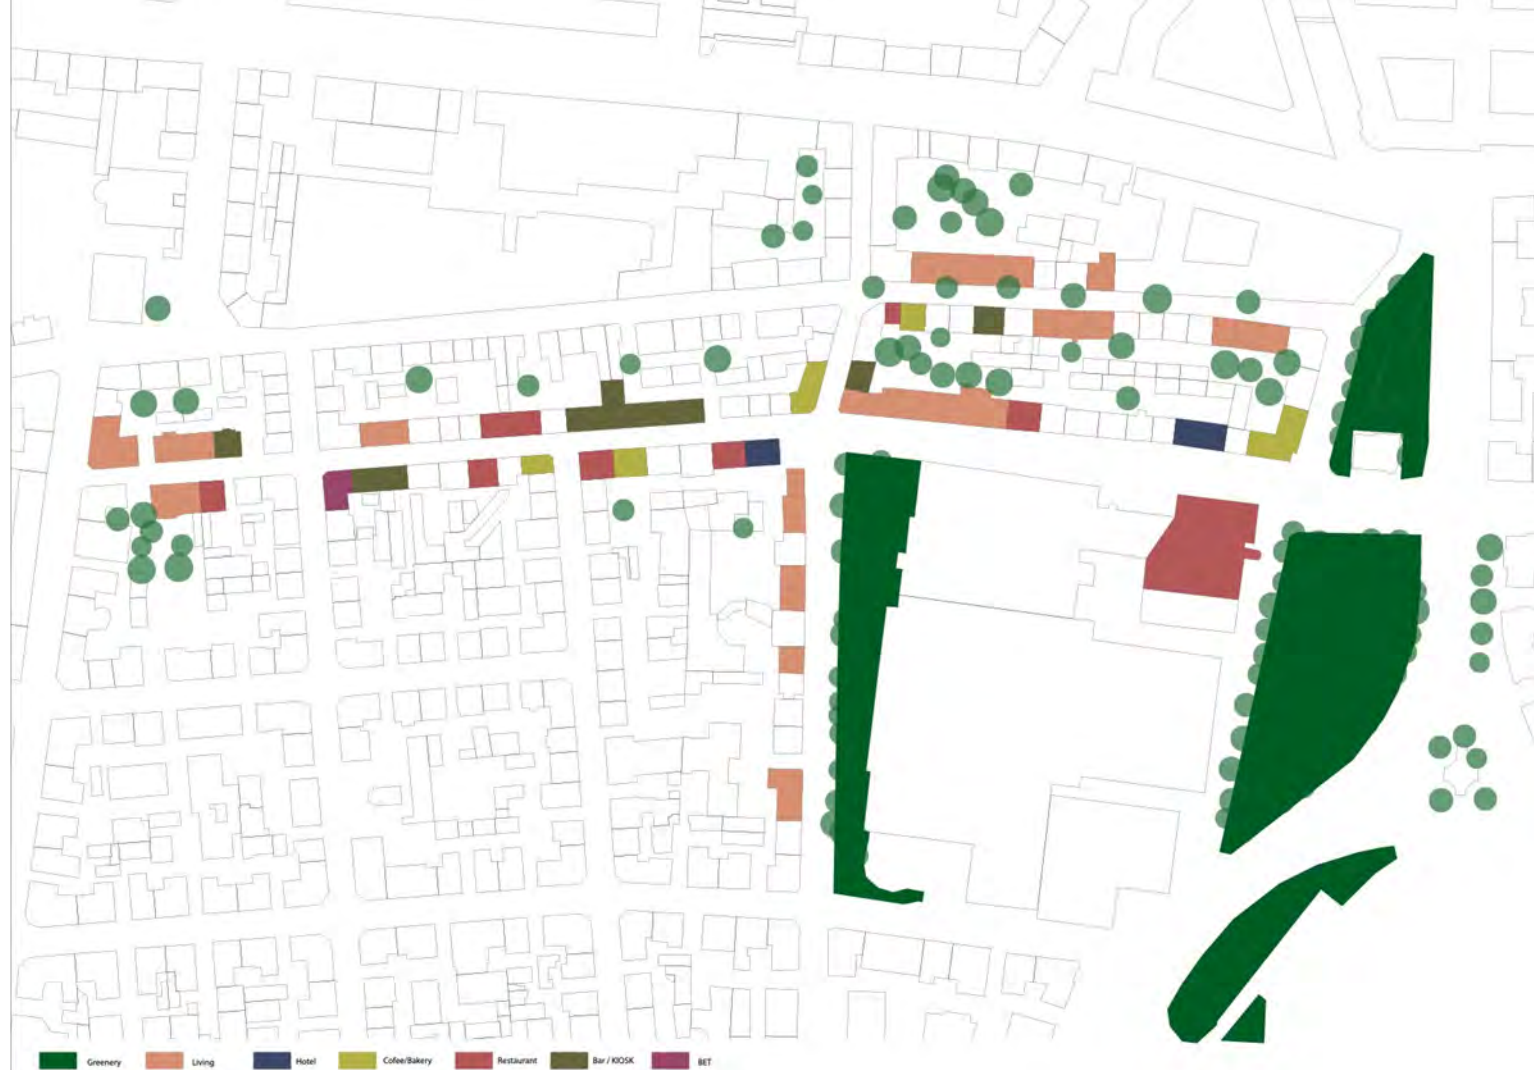 Greenery
Living
Hotel
Cofee/Bakery
Restaurant
Bar / KIOSK
BET